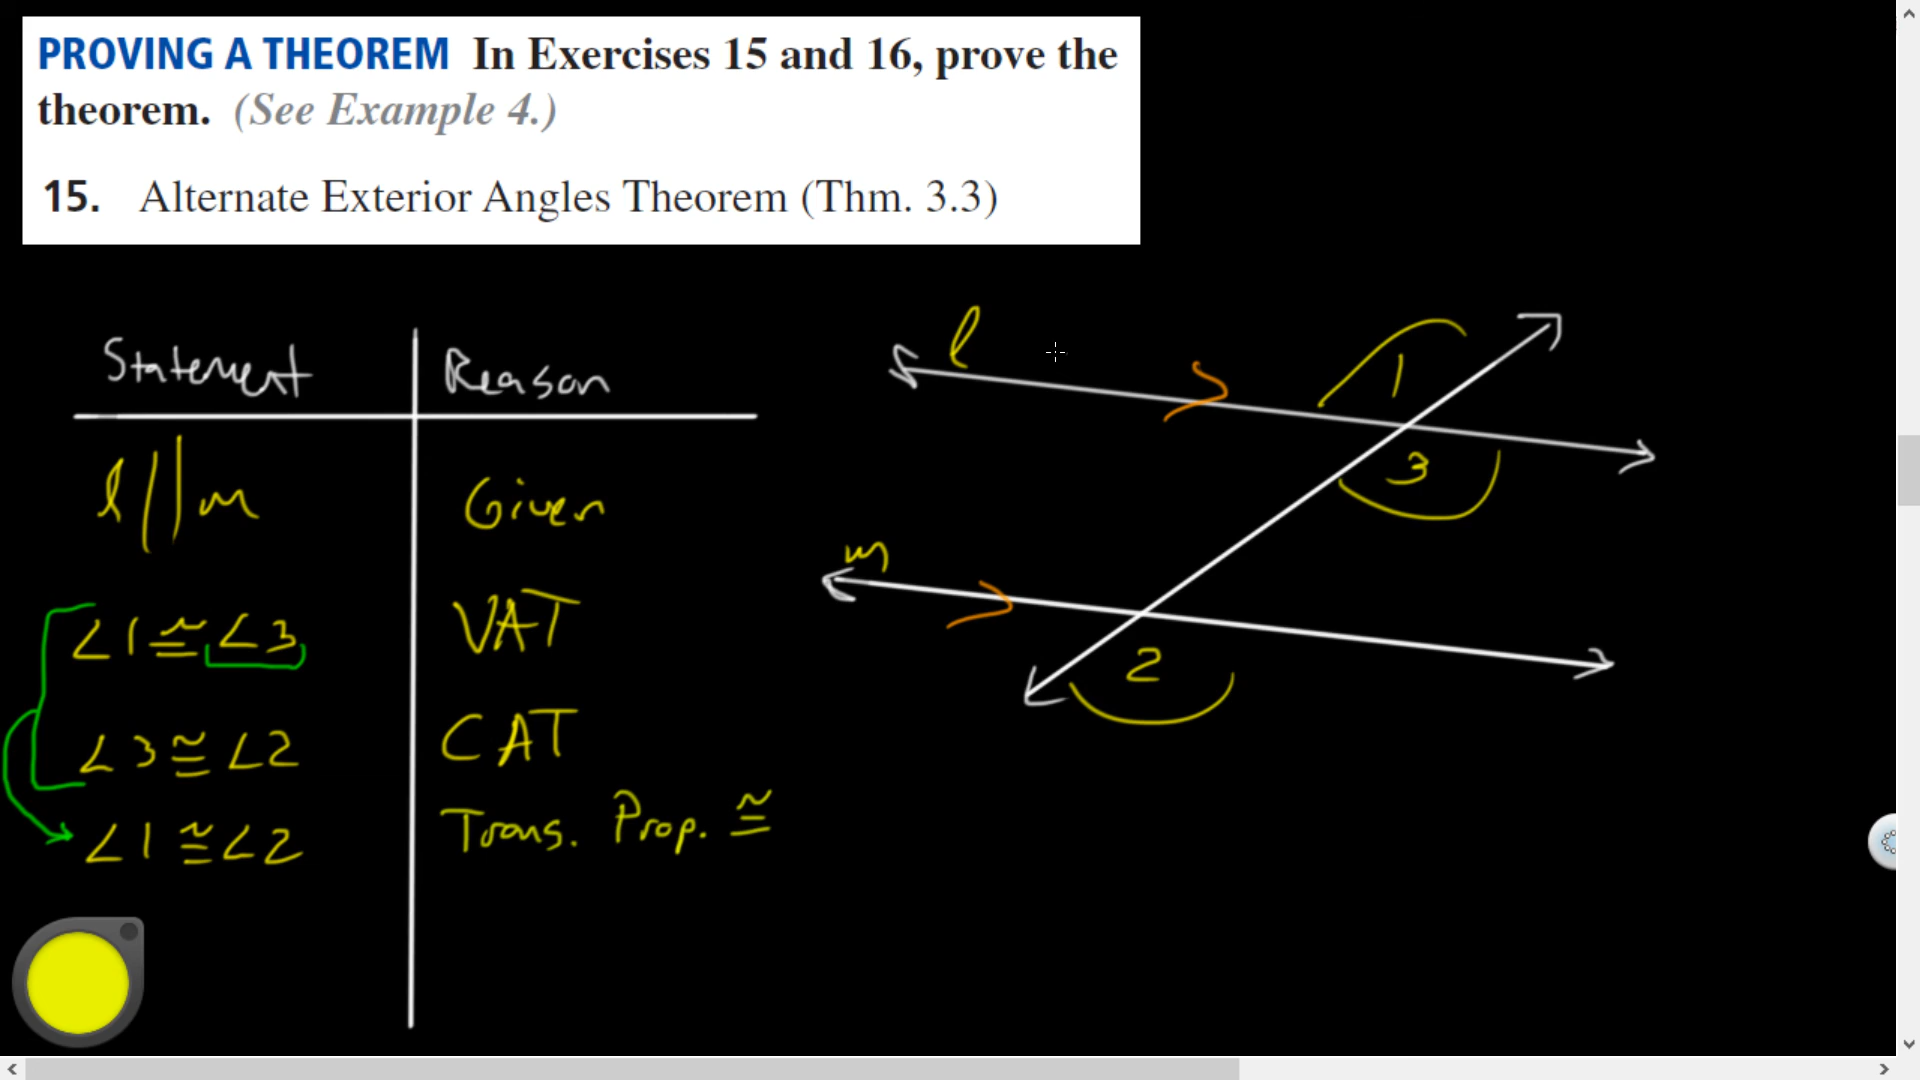 PROVING A THEOREM In Exercises 15 and 16, prove the
theorem. (See Example 4.)
15. Alternate Exterior Angles Theorem (Thm. 3.3)
Statement Reason
l || m Given
∠1 ≅ ∠3 VAT
∠3 ≅ ∠2 CAT
∠1 ≅ ∠2 Trans. Prop. ≅
l
1
3
m
2